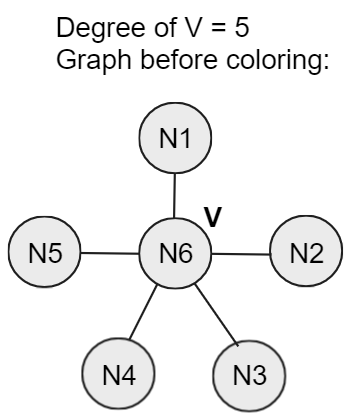 Degree of V = 5
Graph before coloring:
N1
V
N5 N6 N2
N4 N3